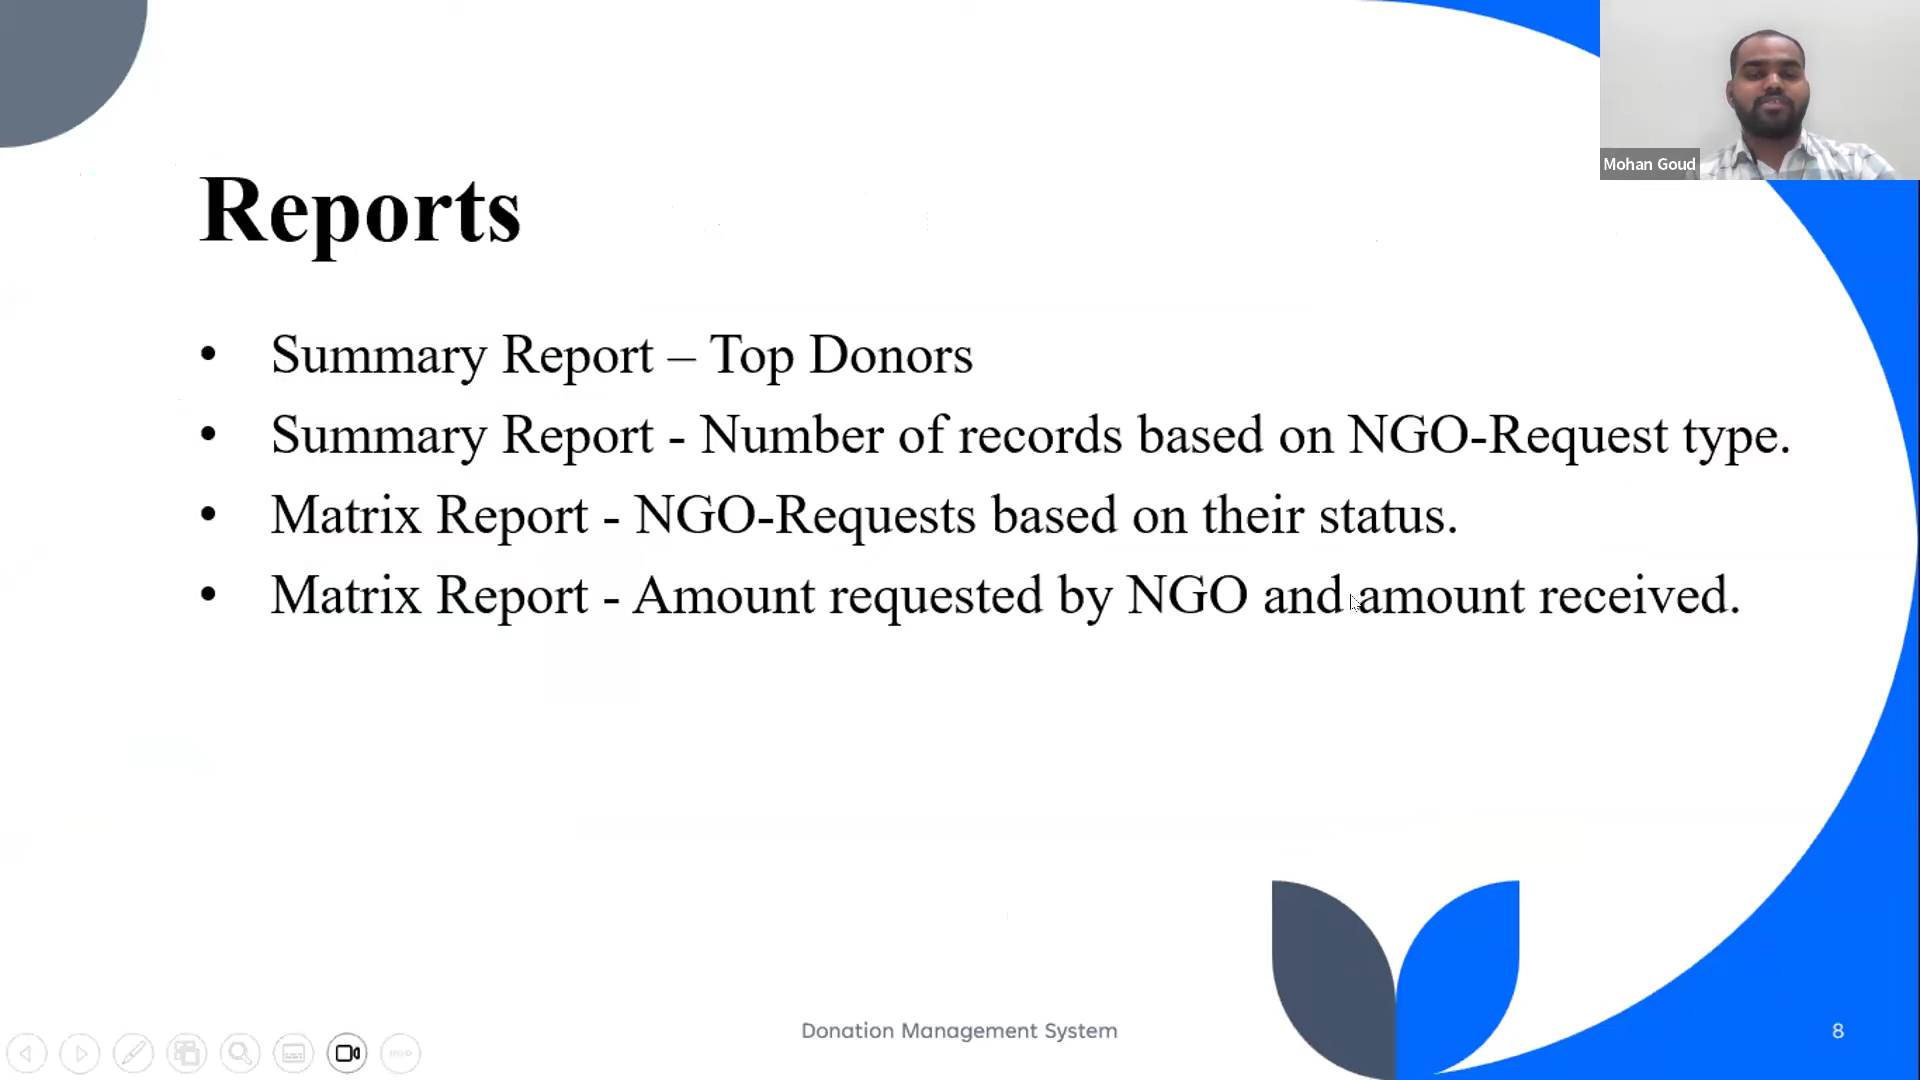 Mohan Goud
Reports
• Summary Report – Top Donors
• Summary Report - Number of records based on NGO-Request type.
• Matrix Report - NGO-Requests based on their status.
• Matrix Report - Amount requested by NGO and amount received.
Donation Management System
8